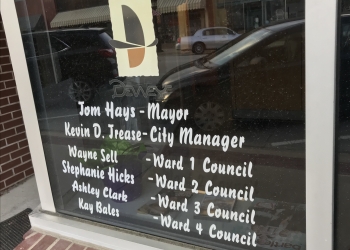 Tom Hays - Mayor
Kevin D. Trease - City Manager
Wayne Sell - Ward 1 Council
Stephanie Hicks - Ward 2 Council
Ashley Clark - Ward 3 Council
Kay Bales - Ward 4 Council